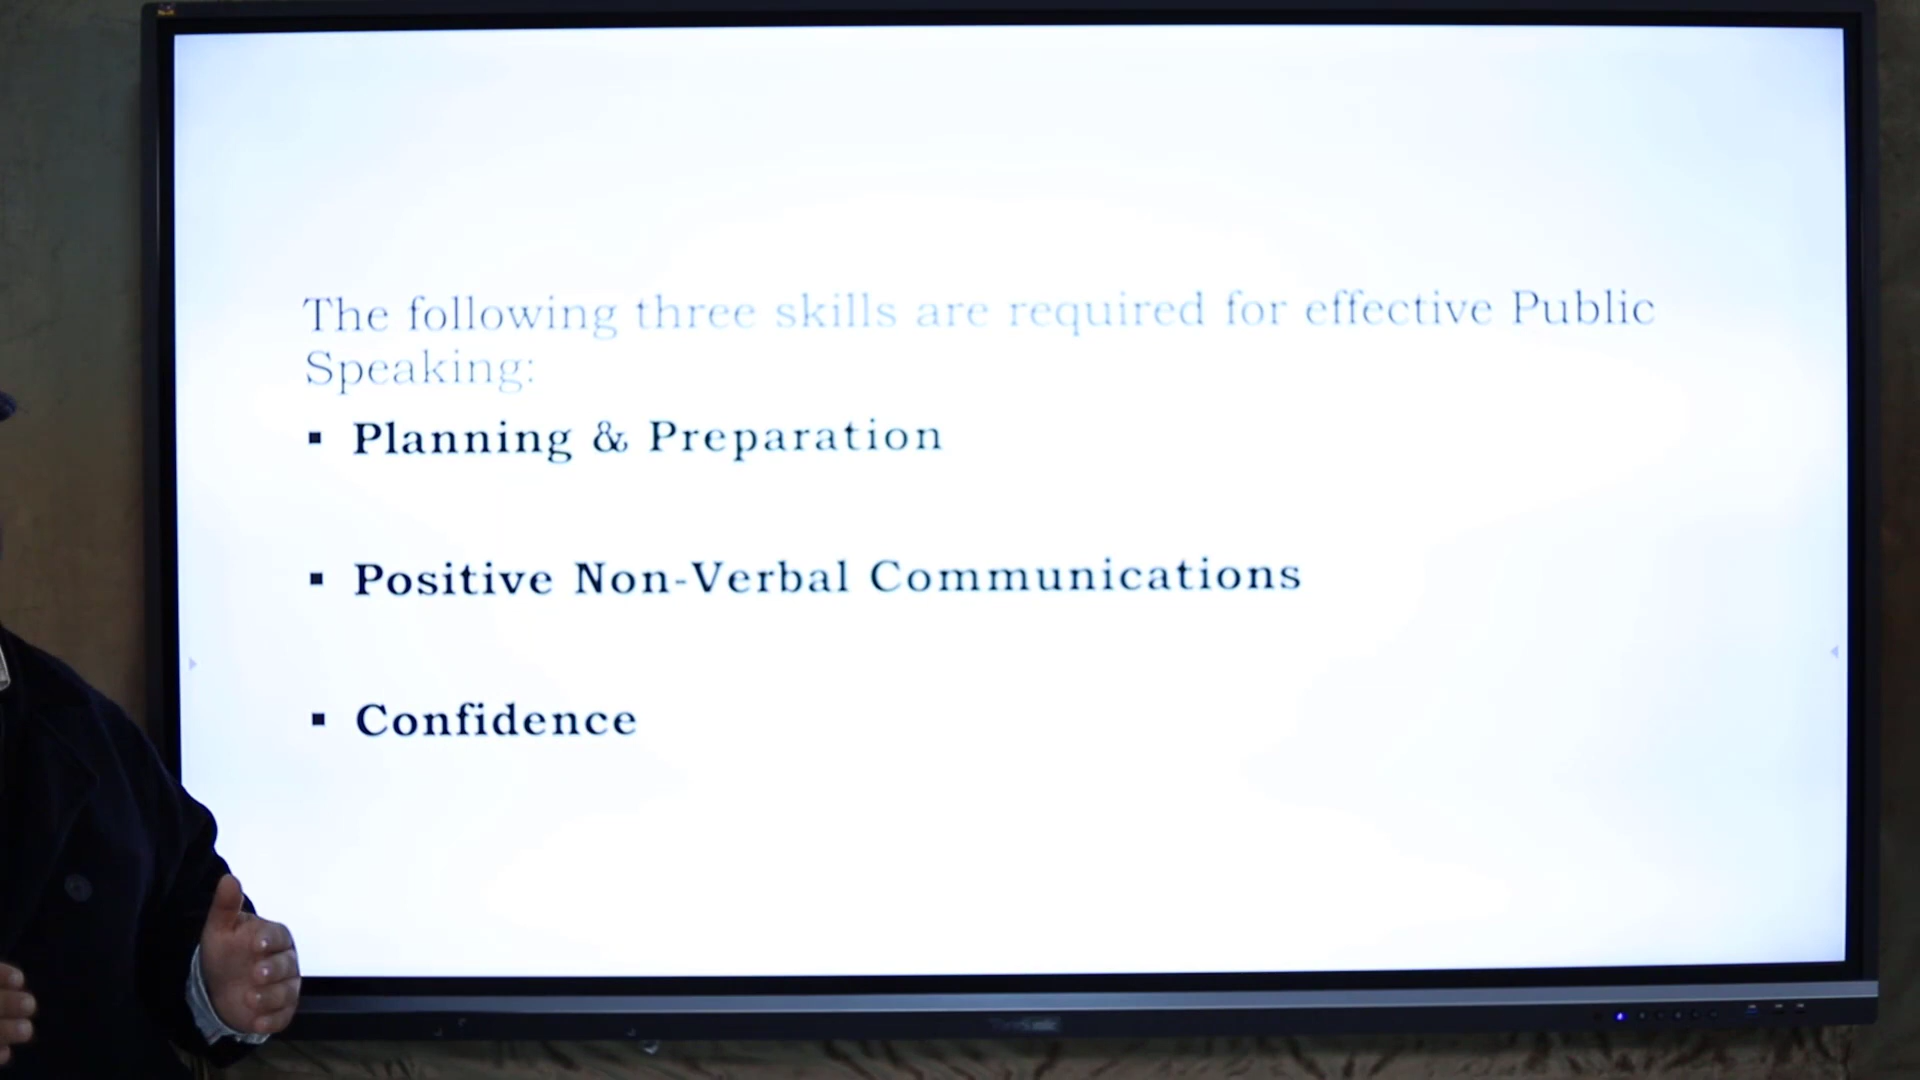 The following three skills are required for effective Public
Speaking:
▪ Planning & Preparation
▪ Positive Non-Verbal Communications
▪ Confidence